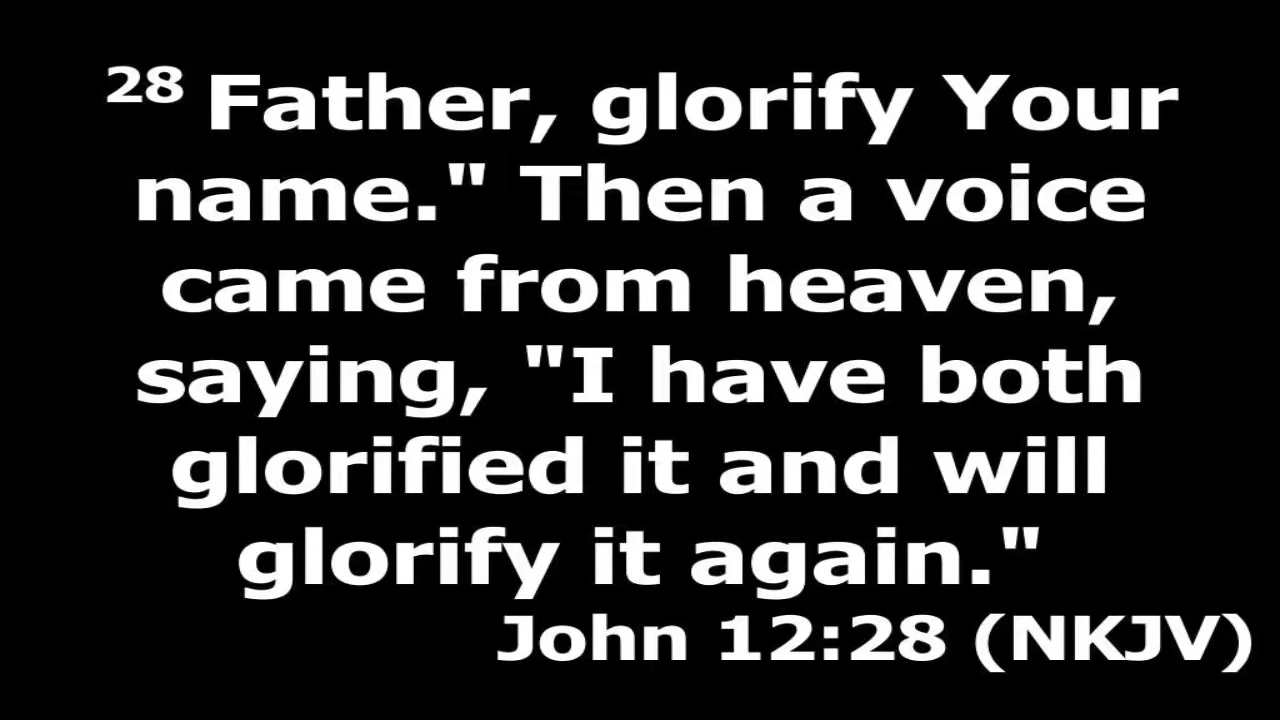 28 Father, glorify Your
name." Then a voice
came from heaven,
saying, "I have both
glorified it and will
glorify it again."
John 12:28 (NKJV)